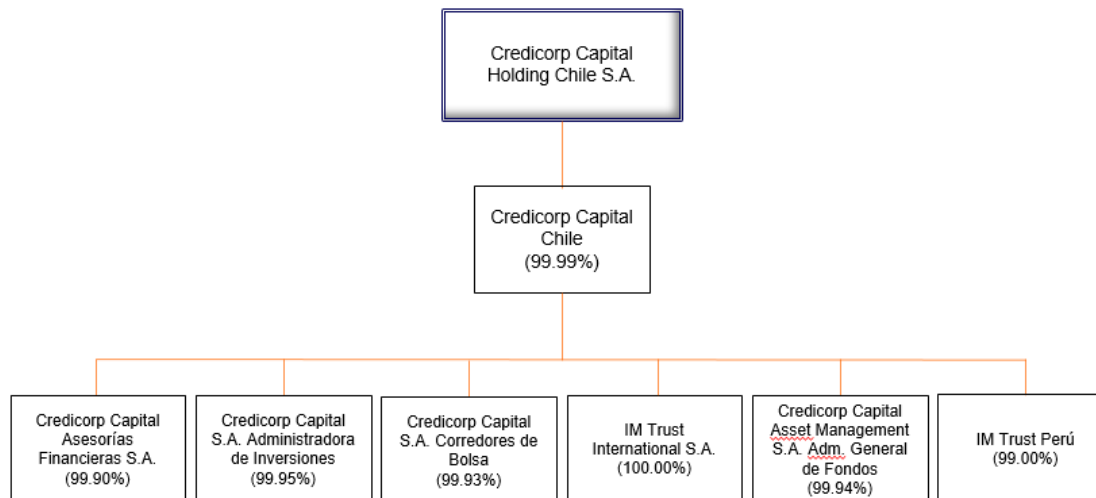 Credicorp Capital
Holding Chile S.A.
Credicorp Capital
Chile
(99.99%)
Credicorp Capital
Asesorías
Financieras S.A.
(99.90%)
Credicorp Capital
S.A. Administradora
de Inversiones
(99.95%)
Credicorp Capital
S.A. Corredores de
Bolsa
(99.93%)
IM Trust
International S.A.
(100.00%)
Credicorp Capital
Asset Management
S.A. Adm. General
de Fondos
(99.94%)
IM Trust Perú
(99.00%)